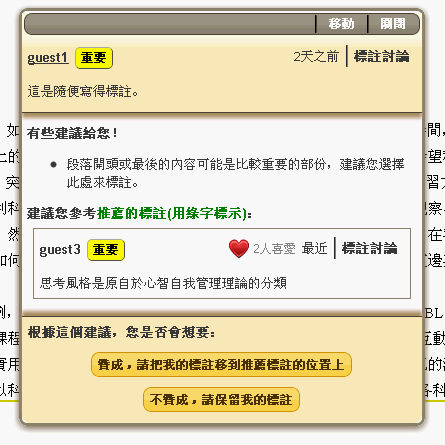 移動 關閉
guest1 重要 2天之前 標註討論
這是隨便寫得標註。
有些建議給您！
段落開頭或最後的內容可能是比較重要的部份，建議您選擇
此處來標註。
建議您參考推薦的標註(用綠字標示)：
guest3 重要 2人喜愛 最近 標註討論
思考風格是原自於心智自我管理理論的分類
根據這個建議，您是否會想要：
贊成，請把我的標註移到推薦標註的位置上
不贊成，請保留我的標註